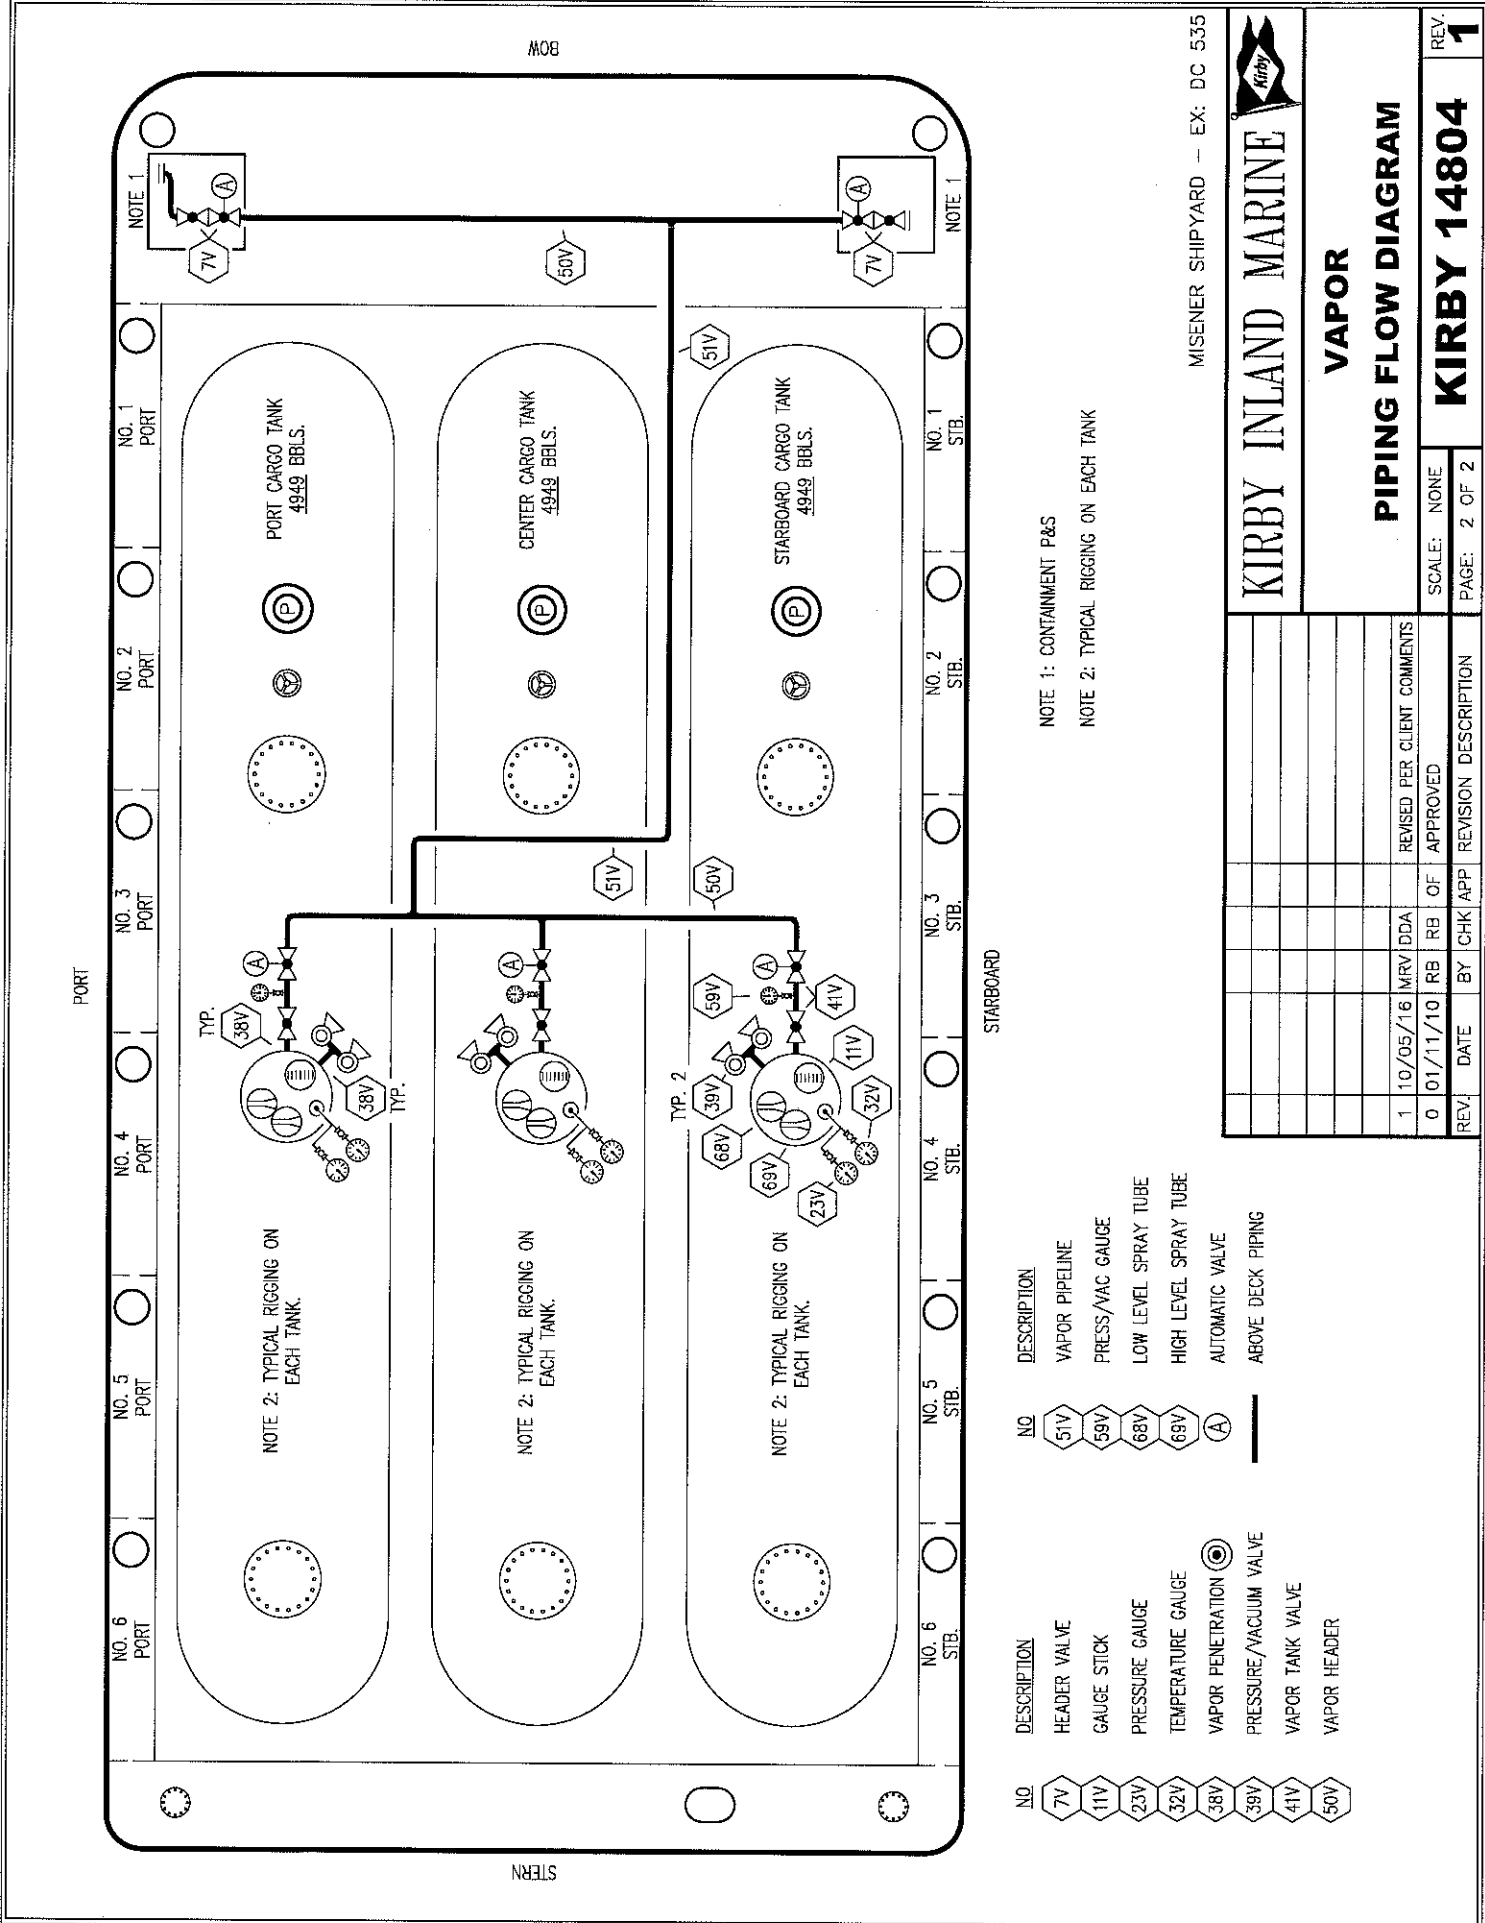 BOW
PORT
STARBOARD
STERN
NOTE 1
7V
A
50V
NOTE 1
7V
A
51V
NO. 1
PORT
NO. 2
PORT
NO. 3
PORT
NO. 4
PORT
NO. 5
PORT
NO. 6
PORT
PORT CARGO TANK
4949 BBLS.
P
CENTER CARGO TANK
4949 BBLS.
P
STARBOARD CARGO TANK
4949 BBLS.
P
NO. 1
STB.
NO. 2
STB.
NO. 3
STB.
NO. 4
STB.
NO. 5
STB.
NO. 6
STB.
51V
50V
TYP.
38V
A
38V
TYP.
A
TYP. 2
59V
A
41V
39V
11V
68V
32V
69V
23V
NOTE 2: TYPICAL RIGGING ON
EACH TANK.
NOTE 2: TYPICAL RIGGING ON
EACH TANK.
NOTE 2: TYPICAL RIGGING ON
EACH TANK.
NOTE 1: CONTAINMENT P&S
NOTE 2: TYPICAL RIGGING ON EACH TANK
NO DESCRIPTION
7V HEADER VALVE
11V GAUGE STICK
23V PRESSURE GAUGE
32V TEMPERATURE GAUGE
38V VAPOR PENETRATION
39V PRESSURE/VACUUM VALVE
41V VAPOR TANK VALVE
50V VAPOR HEADER
NO DESCRIPTION
51V VAPOR PIPELINE
59V PRESS/VAC GAUGE
68V LOW LEVEL SPRAY TUBE
69V HIGH LEVEL SPRAY TUBE
A AUTOMATIC VALVE
ABOVE DECK PIPING
MISENER SHIPYARD - EX: DC 535
KIRBY INLAND MARINE
Kirby
VAPOR
PIPING FLOW DIAGRAM
SCALE: NONE
PAGE: 2 OF 2
KIRBY 14804
REV.
1
1 10/05/16 MRV DDA REVISED PER CLIENT COMMENTS
0 01/11/10 RB RB OF APPROVED
REV. DATE BY CHK APP REVISION DESCRIPTION